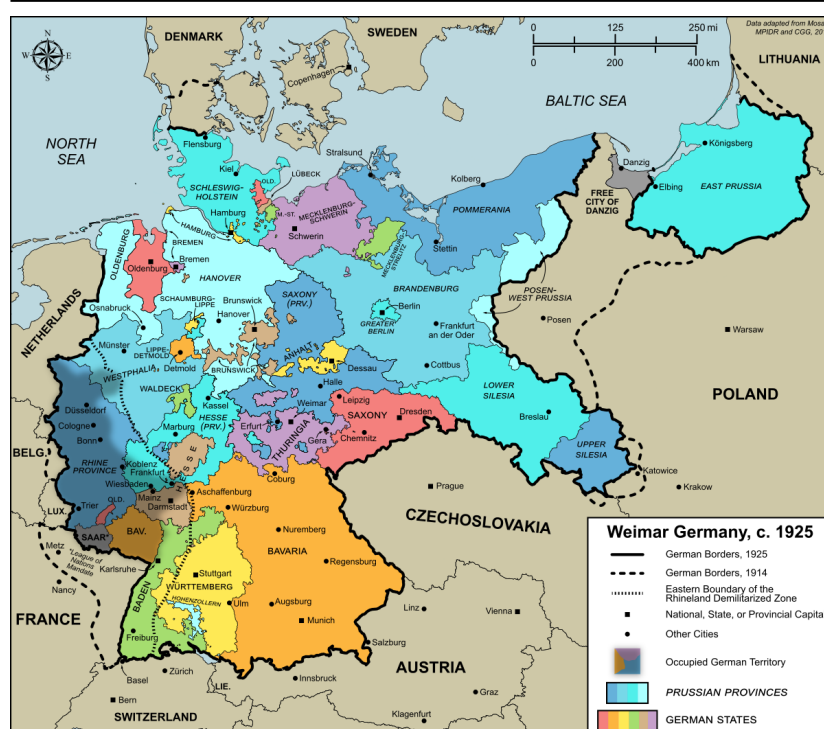 DENMARK
SWEDEN
Data adapted from Mosa
MPIDR and CGG, 20
0 125 250 mi
0 200 400 km
LITHUANIA
N
W E
S
Copenhagen
BALTIC SEA
NORTH
SEA
Flensburg
Kiel
SCHLESWIG-
HOLSTEIN
OLD.
LÜBECK
Stralsund
Kolberg
Königsberg
Danzig
Elbing
EAST PRUSSIA
FREE
CITY OF
DANZIG
Hamburg
HAMBURG
M.-ST.
MECKLENBURG-
SCHWERIN
Schwerin
POMERANIA
Stettin
MECKLENBURG-
STRELITZ
OLDENBURG
Oldenburg
BREMEN
Bremen
HANOVER
SCHAUMBURG-
LIPPE
Brunswick
Hanover
Osnabruck
SAXONY
(PRV.)
BRANDENBURG
Berlin
GREATER
BERLIN
Frankfurt
an der Oder
POSEN-
WEST PRUSSIA
Posen
Warsaw
NETHERLANDS
Münster
LIPPE-
DETMOLD
Detmold
BRUNSWICK
ANHALT
Dessau
Cottbus
WESTPHALIA
WALDECK
Kassel
Halle
Leipzig
Weimar
LOWER
SILESIA
Breslau
POLAND
Düsseldorf
Cologne
Bonn
HESSE
(PRV.)
Marburg
Erfurt
THURINGIA
Gera
SAXONY
Dresden
Chemnitz
UPPER
SILESIA
BELG.
RHINE
PROVINCE
Koblenz
Frankfurt
HESSE
Coburg
Katowice
Krakow
Wiesbaden
Mainz
Darmstadt
Aschaffenburg
Würzburg
Prague
LUX.
Trier
OLD.
CZECHOSLOVAKIA
SAAR*
BAV.
Nuremberg
*League of
Nations
Mandate
Metz
Nancy
Karlsruhe
BAVARIA
Regensburg
BADEN
Stuttgart
WÜRTTEMBERG
HOHENZOLLERN
Ulm
Augsburg
Munich
FRANCE
Freiburg
Linz
Vienna
Salzburg
AUSTRIA
Basel
Zürich
LIE.
Innsbruck
Bern
SWITZERLAND
Graz
Klagenfurt
Weimar Germany, c. 1925
German Borders, 1925
German Borders, 1914
Eastern Boundary of the
Rhineland Demilitarized Zone
National, State, or Provincial Capita
Other Cities
Occupied German Territory
PRUSSIAN PROVINCES
GERMAN STATES